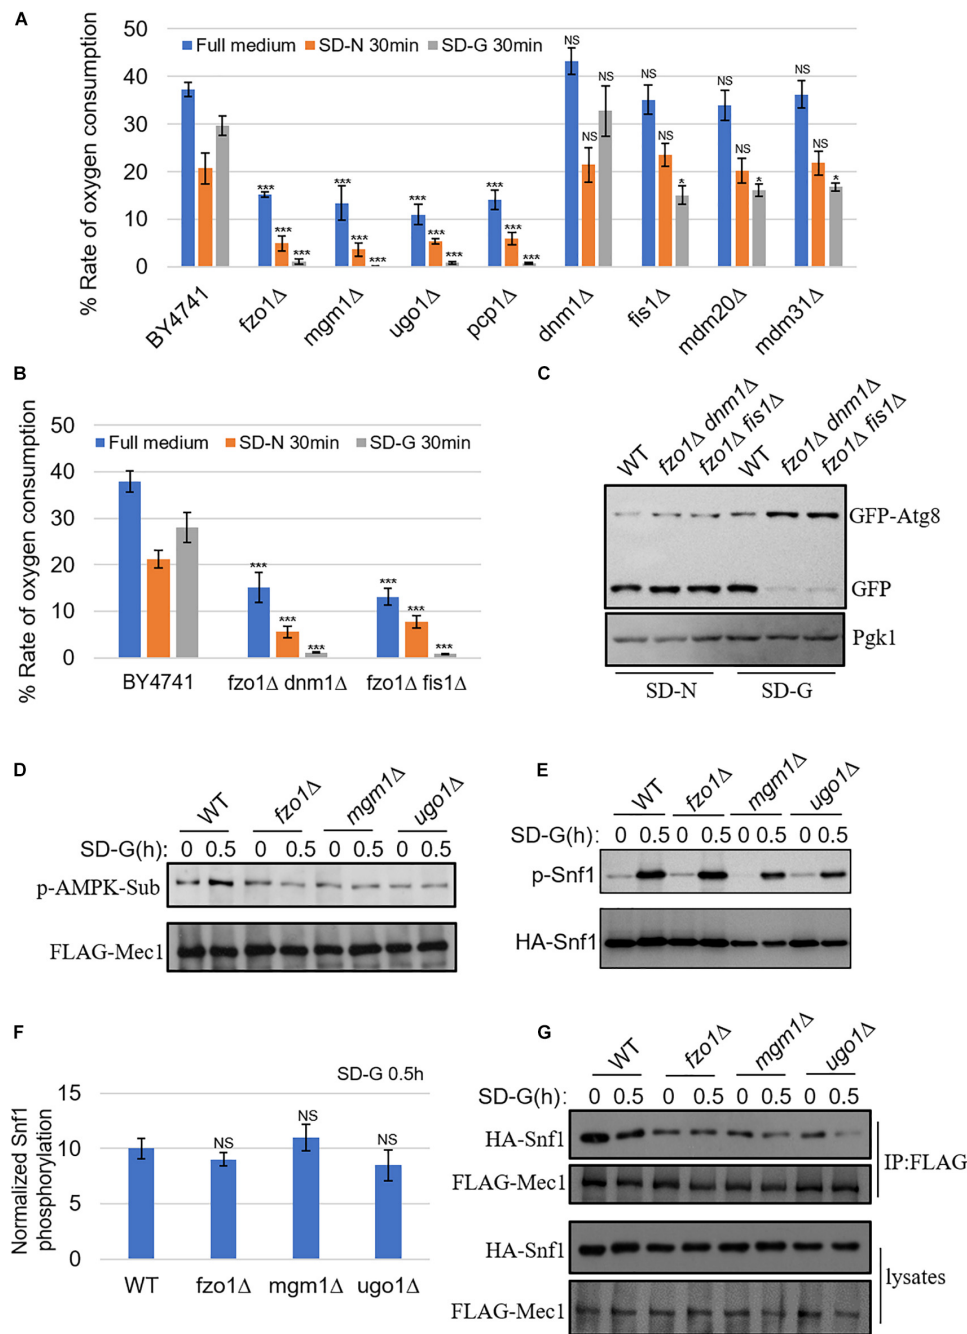 A
% Rate of oxygen consumption
50
40
30
20
10
0
Full medium SD-N 30min SD-G 30min
*** *** ***
*** *** ***
*** *** ***
*** *** ***
NS NS NS
NS NS *
NS NS *
NS NS *
BY4741 fzo1Δ mgm1Δ ugo1Δ pcp1Δ dnm1Δ fis1Δ mdm20Δ mdm31Δ
B
% Rate of oxygen consumption
50
40
30
20
10
0
Full medium SD-N 30min SD-G 30min
*** *** ***
*** *** ***
BY4741 fzo1Δ dnm1Δ fzo1Δ fis1Δ
C
WT fzo1Δ dnm1Δ fzo1Δ fis1Δ WT fzo1Δ dnm1Δ fzo1Δ fis1Δ
GFP-Atg8
GFP
Pgk1
SD-N SD-G
D
WT fzo1Δ mgm1Δ ugo1Δ
SD-G(h): 0 0.5 0 0.5 0 0.5 0 0.5
p-AMPK-Sub
FLAG-Mec1
E
WT fzo1Δ mgm1Δ ugo1Δ
SD-G(h): 0 0.5 0 0.5 0 0.5 0 0.5
p-Snf1
HA-Snf1
F
SD-G 0.5h
Normalized Snf1
phosphorylation
15
10
5
0
NS NS NS
WT fzo1Δ mgm1Δ ugo1Δ
G
WT fzo1Δ mgm1Δ ugo1Δ
SD-G(h): 0 0.5 0 0.5 0 0.5 0 0.5
HA-Snf1
FLAG-Mec1
IP:FLAG
HA-Snf1
FLAG-Mec1
lysates